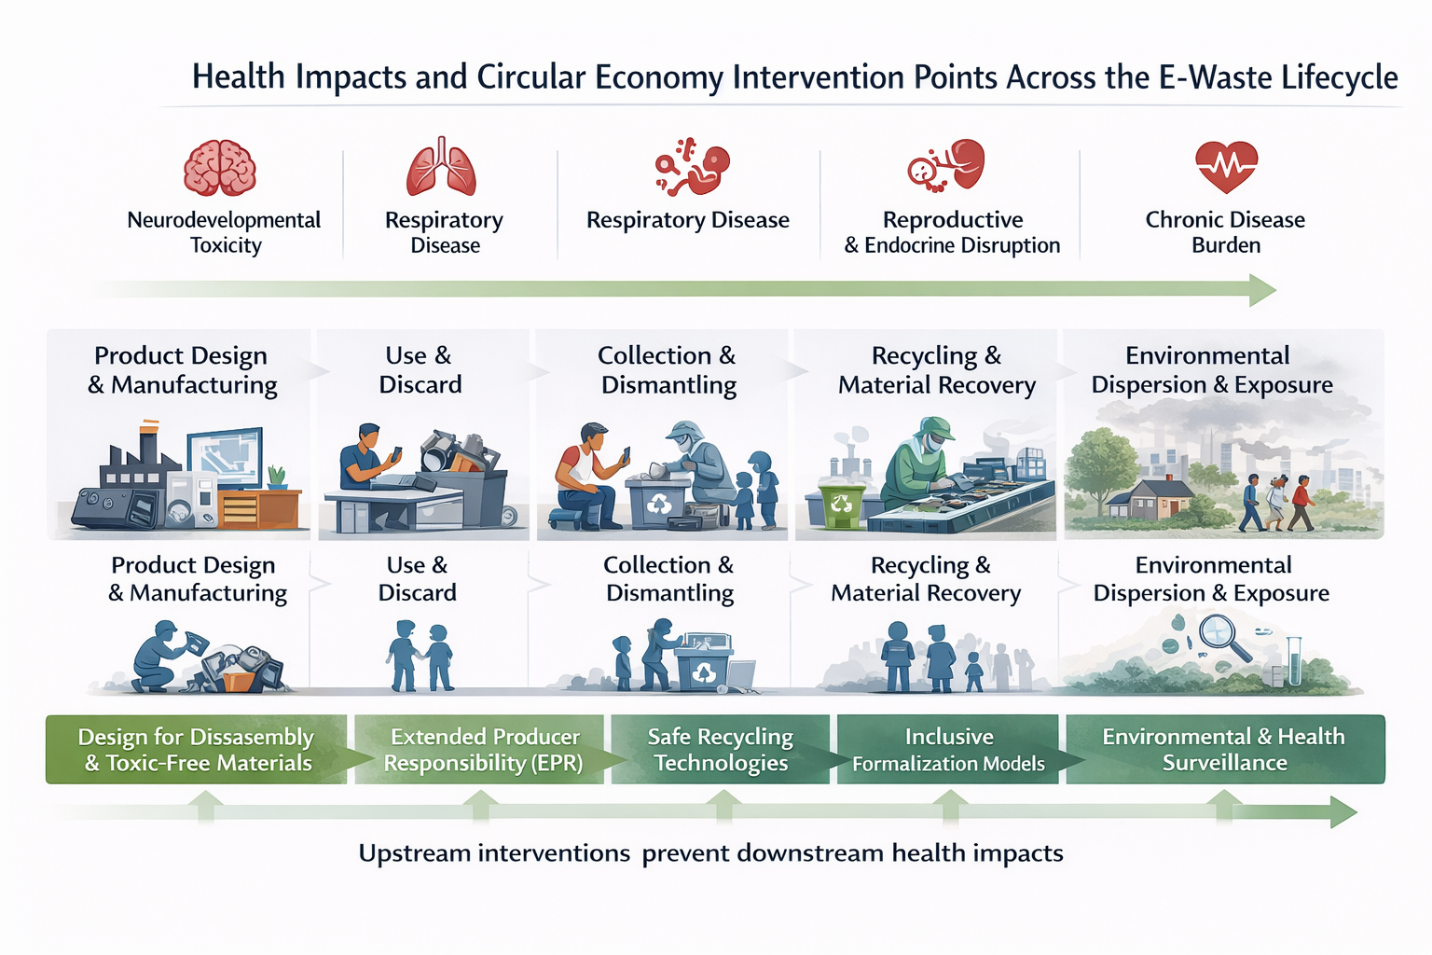 Health Impacts and Circular Economy Intervention Points Across the E-Waste Lifecycle
Neurodevelopmental
Toxicity
Respiratory
Disease
Respiratory Disease
Reproductive
& Endocrine Disruption
Chronic Disease
Burden
Product Design
& Manufacturing
Use &
Discard
Collection &
Dismantling
Recycling &
Material Recovery
Environmental
Dispersion & Exposure
Product Design
& Manufacturing
Use &
Discard
Collection &
Dismantling
Recycling &
Material Recovery
Environmental
Dispersion & Exposure
Design for Dissasembly
& Toxic-Free Materials
Extended Producer
Responsibility (EPR)
Safe Recycling
Technologies
Inclusive
Formalization Models
Environmental & Health
Surveillance
Upstream interventions prevent downstream health impacts